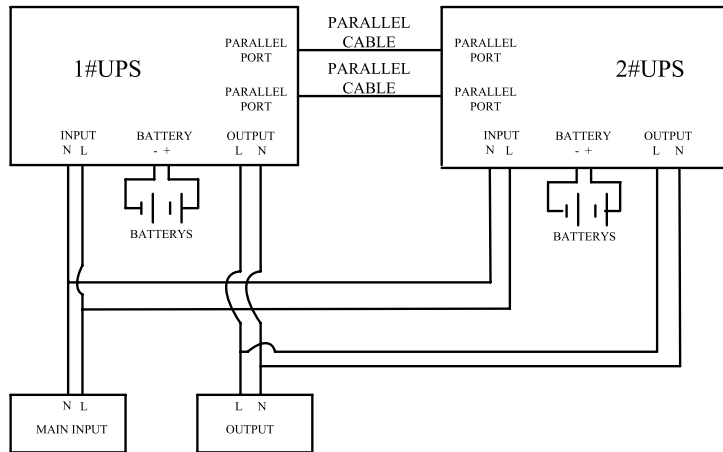 PARALLEL
CABLE
PARALLEL
PORT
PARALLEL
PORT
1#UPS
2#UPS
PARALLEL
CABLE
PARALLEL
PORT
PARALLEL
PORT
INPUT
N L
BATTERY
- +
OUTPUT
L N
INPUT
N L
BATTERY
- +
OUTPUT
L N
BATTERYS
BATTERYS
N L
MAIN INPUT
L N
OUTPUT